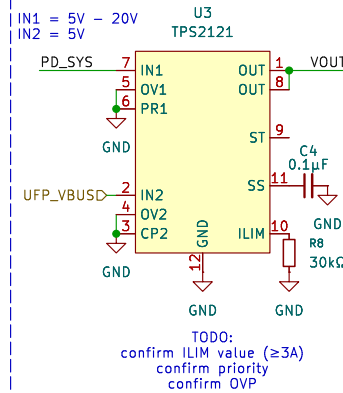 U3
TPS2121
IN1 = 5V - 20V
IN2 = 5V
PD_SYS
7 IN1
5 OV1
6 PR1
GND
OUT 1
VOUT
OUT 8
ST 9
C4
0.1µF
SS 11
GND
UFP_VBUS
2 IN2
4 OV2
3 CP2
GND
ILIM 10
R8
30kΩ
GND
12
GND
GND
TODO:
confirm ILIM value (≥3A)
confirm priority
confirm OVP